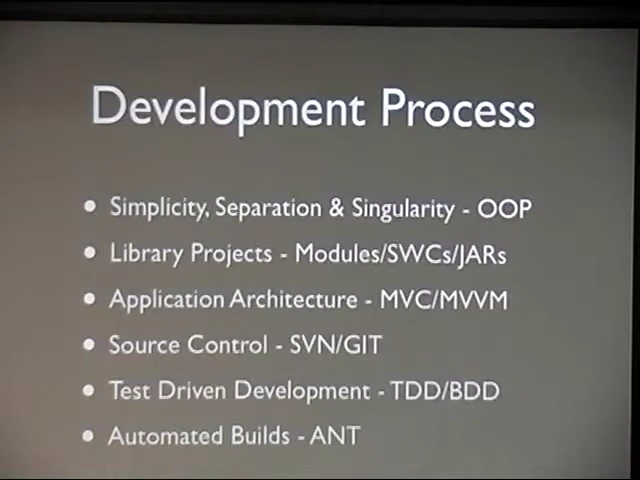 Development Process
• Simplicity, Separation & Singularity - OOP
• Library Projects - Modules/SWCs/JARs
• Application Architecture - MVC/MVVM
• Source Control - SVN/GIT
• Test Driven Development - TDD/BDD
• Automated Builds - ANT